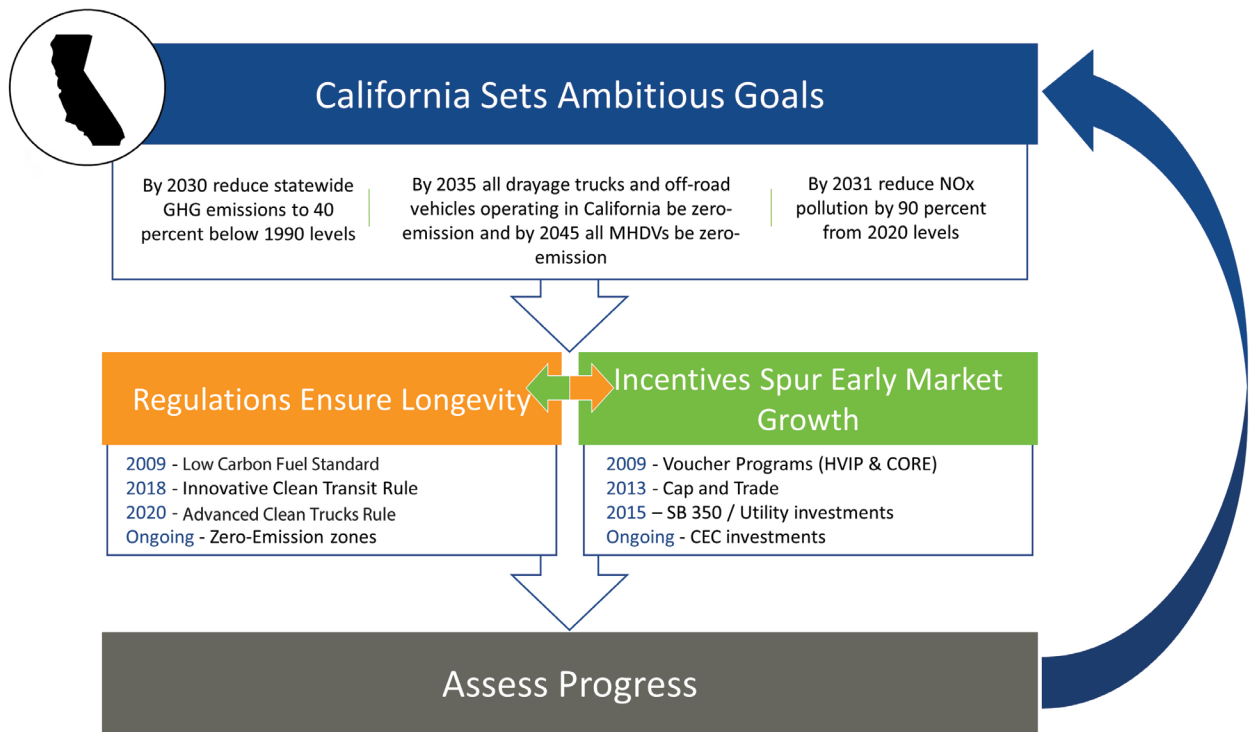 California Sets Ambitious Goals
By 2030 reduce statewide
GHG emissions to 40
percent below 1990 levels
By 2035 all drayage trucks and off-road
vehicles operating in California be zero-
emission and by 2045 all MHDVs be zero-
emission
By 2031 reduce NOx
pollution by 90 percent
from 2020 levels
Regulations Ensure Longevity
2009 - Low Carbon Fuel Standard
2018 - Innovative Clean Transit Rule
2020 - Advanced Clean Trucks Rule
Ongoing - Zero-Emission zones
Incentives Spur Early Market
Growth
2009 - Voucher Programs (HVIP & CORE)
2013 - Cap and Trade
2015 – SB 350 / Utility investments
Ongoing - CEC investments
Assess Progress